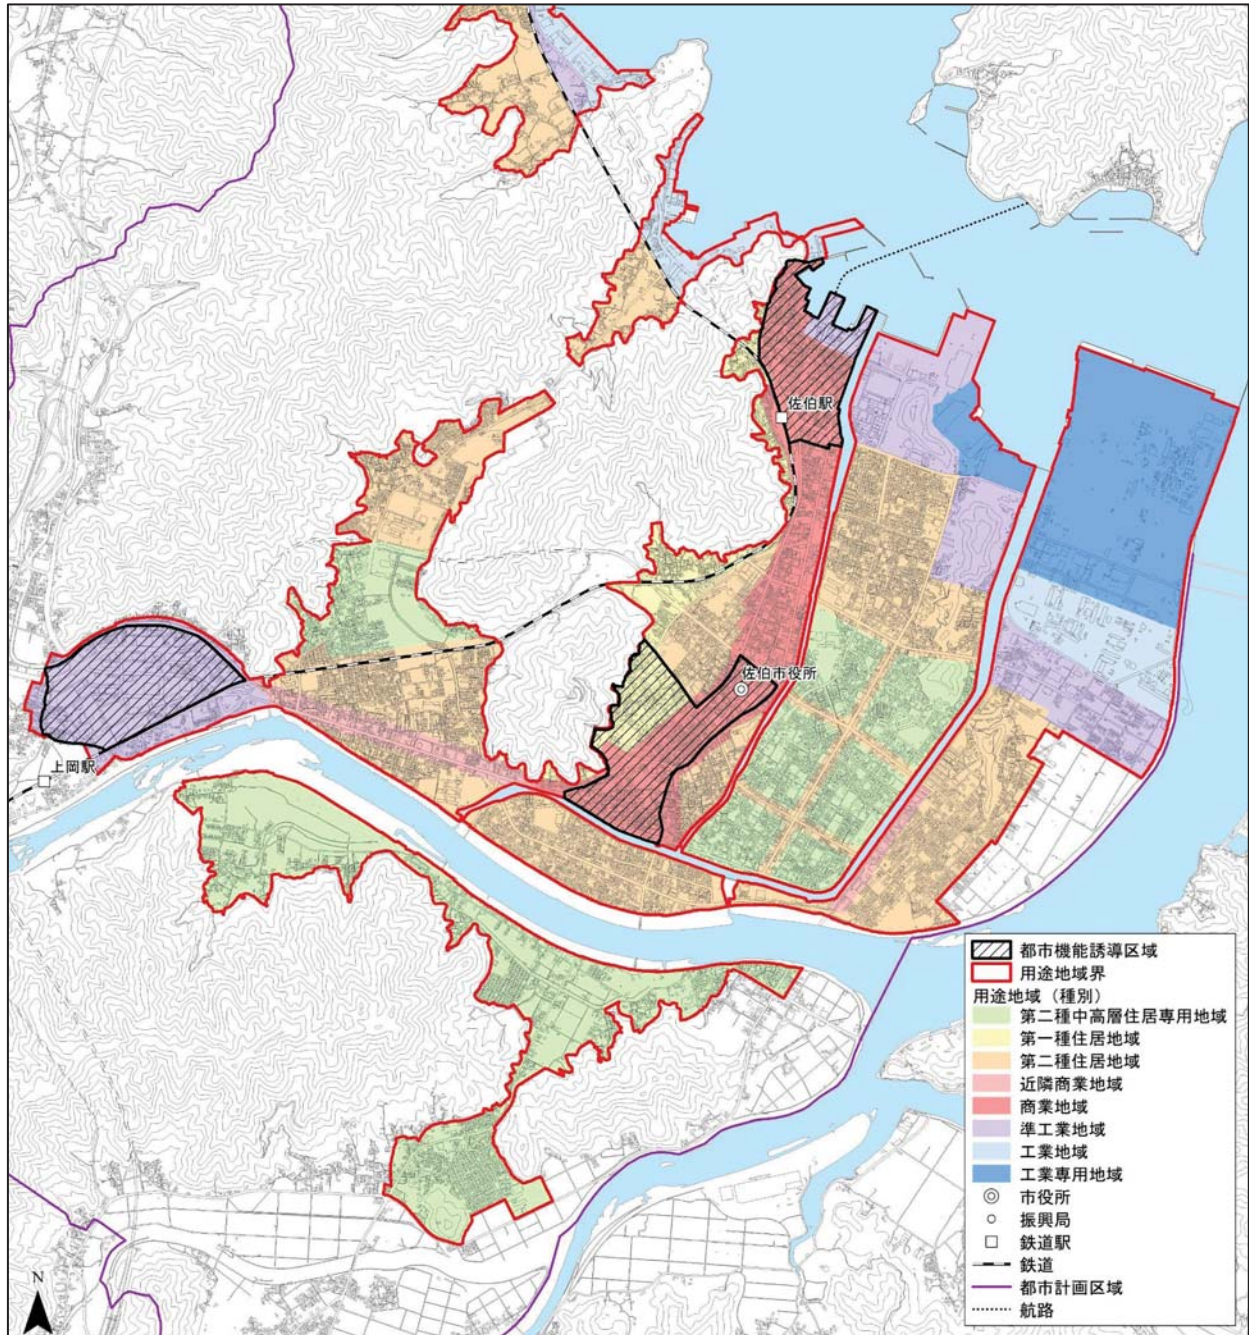 佐伯駅
佐伯市役所
上岡駅
都市機能誘導区域
用途地域界
用途地域（種別）
第二種中高層住居専用地域
第一種住居地域
第二種住居地域
近隣商業地域
商業地域
準工業地域
工業地域
工業専用地域
市役所
振興局
鉄道駅
鉄道
都市計画区域
航路
N